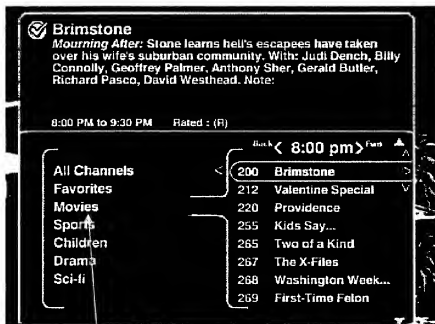 Brimstone
Mourning After: Stone learns hell's escapees have taken
over his wife's suburban community. With: Judi Dench, Billy
Connolly, Geoffrey Palmer, Anthony Sher, Gerald Butler,
Richard Pasco, David Westhead. Note:
8:00 PM to 9:30 PM Rated : (R)
Back < 8:00 pm > Fwd
All Channels
Favorites
Movies
Sports
Children
Drama
Sci-fi
< 200 Brimstone >
212 Valentine Special
220 Providence
255 Kids Say...
265 Two of a Kind
267 The X-Files
268 Washington Week...
269 First-Time Felon